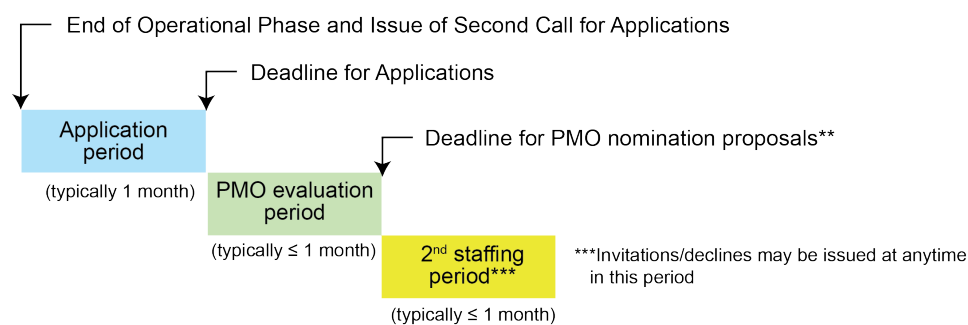 End of Operational Phase and Issue of Second Call for Applications
Deadline for Applications
Application
period
Deadline for PMO nomination proposals**
(typically 1 month)
PMO evaluation
period
(typically ≤ 1 month)
2nd staffing
period***
***Invitations/declines may be issued at anytime
in this period
(typically ≤ 1 month)